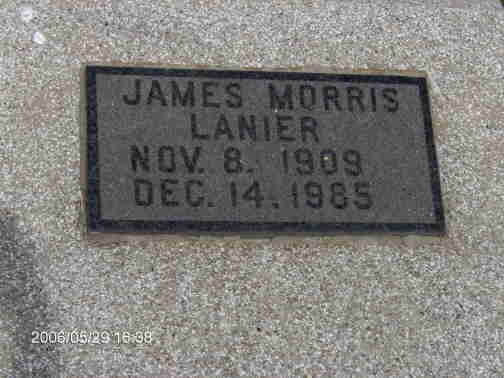 JAMES MORRIS
LANIER
NOV. 8. 1909
DEC. 14. 1985
2006/05/29 16:38